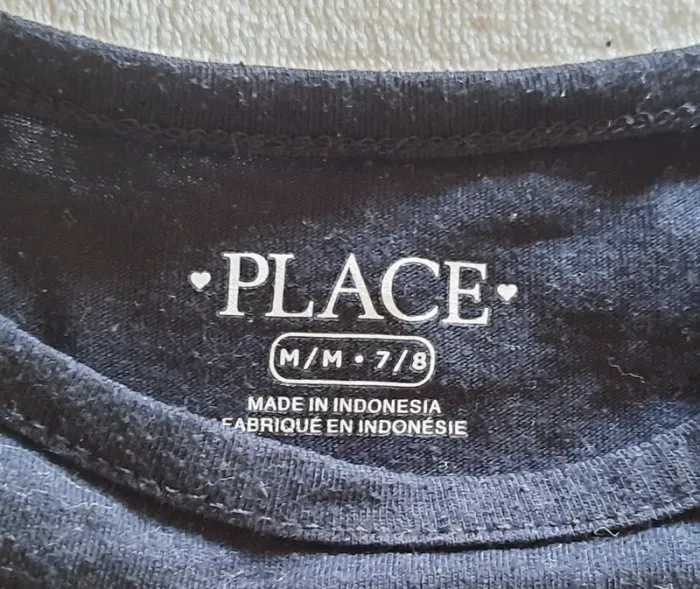 PLACE
M/M • 7/8
MADE IN INDONESIA
FABRIQUÉ EN INDONÉSIE